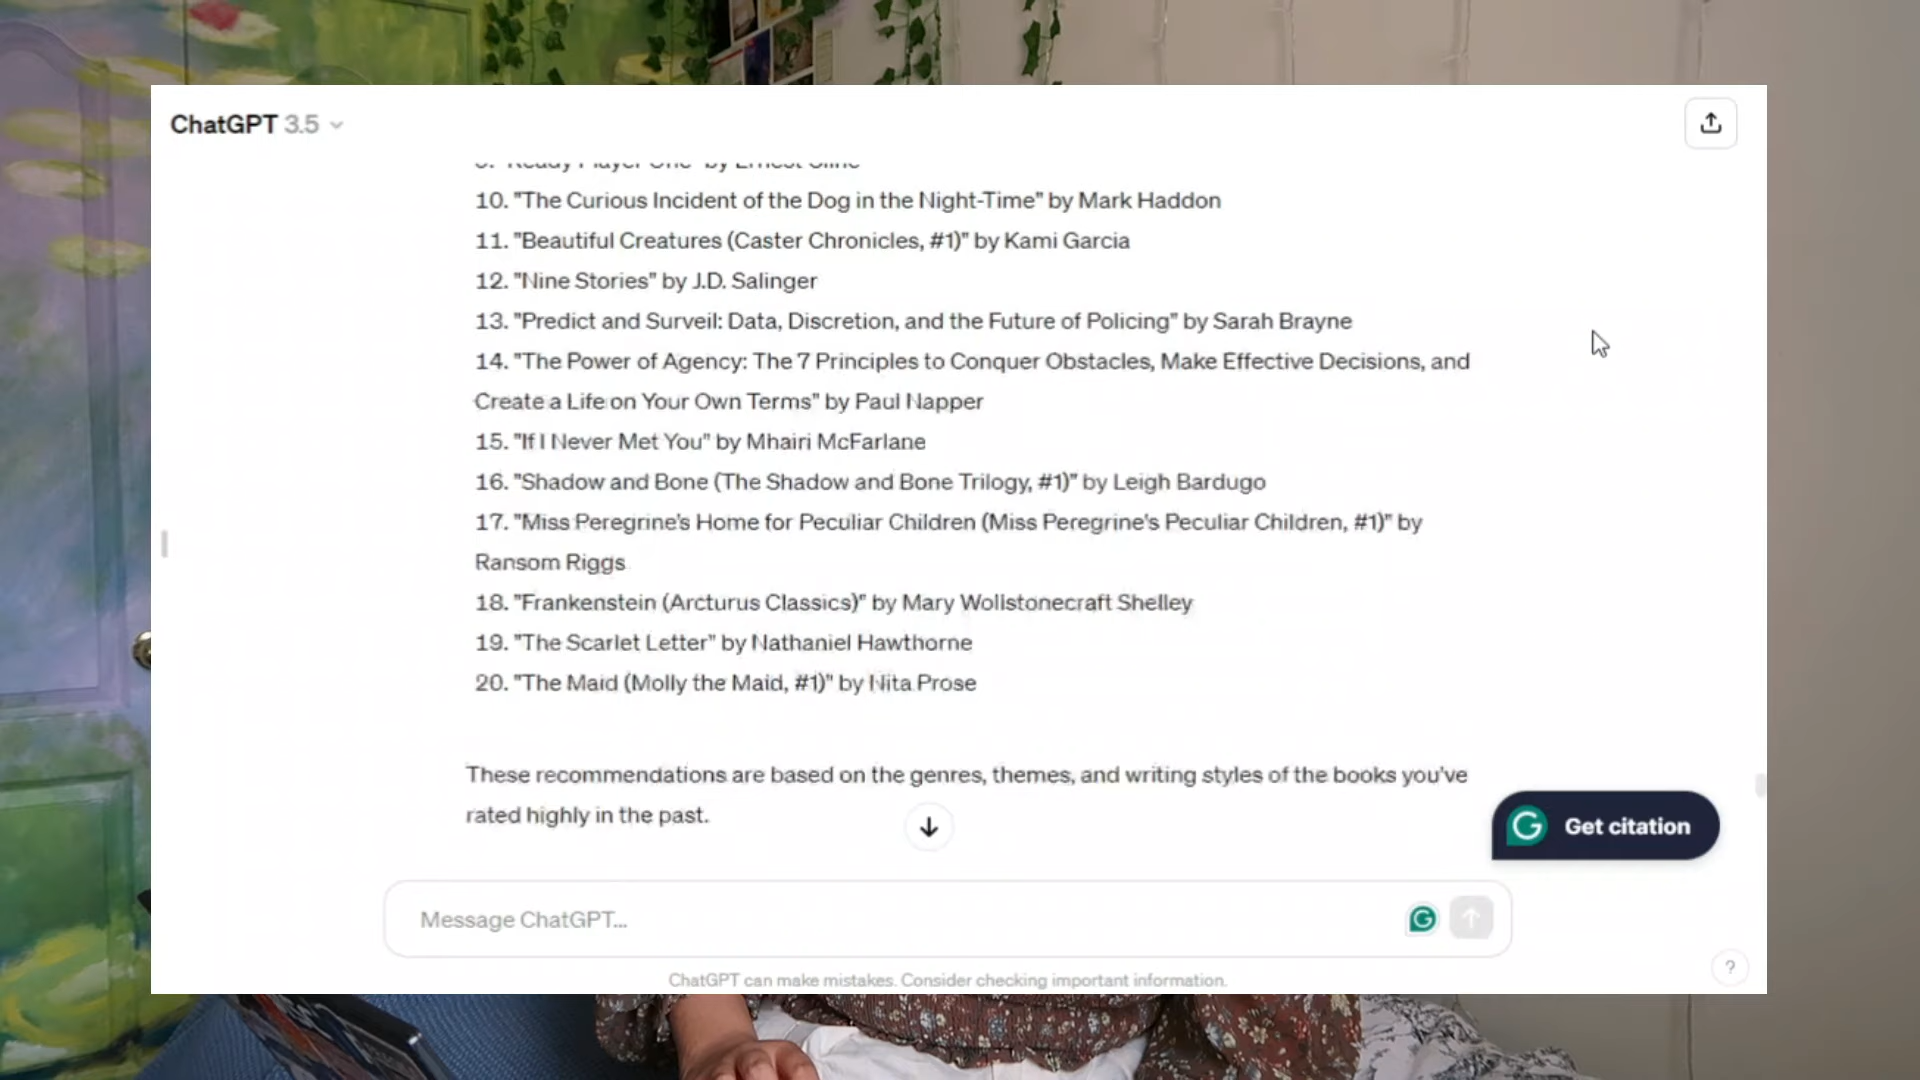 ChatGPT 3.5
9. "Ready Player One" by Ernest Cline
10. "The Curious Incident of the Dog in the Night-Time" by Mark Haddon
11. "Beautiful Creatures (Caster Chronicles, #1)" by Kami Garcia
12. "Nine Stories" by J.D. Salinger
13. "Predict and Surveil: Data, Discretion, and the Future of Policing" by Sarah Brayne
14. "The Power of Agency: The 7 Principles to Conquer Obstacles, Make Effective Decisions, and
Create a Life on Your Own Terms" by Paul Napper
15. "If I Never Met You" by Mhairi McFarlane
16. "Shadow and Bone (The Shadow and Bone Trilogy, #1)" by Leigh Bardugo
17. "Miss Peregrine's Home for Peculiar Children (Miss Peregrine's Peculiar Children, #1)" by
Ransom Riggs
18. "Frankenstein (Arcturus Classics)" by Mary Wollstonecraft Shelley
19. "The Scarlet Letter" by Nathaniel Hawthorne
20. "The Maid (Molly the Maid, #1)" by Nita Prose
These recommendations are based on the genres, themes, and writing styles of the books you've
rated highly in the past.
G Get citation
Message ChatGPT...
G
ChatGPT can make mistakes. Consider checking important information.
?